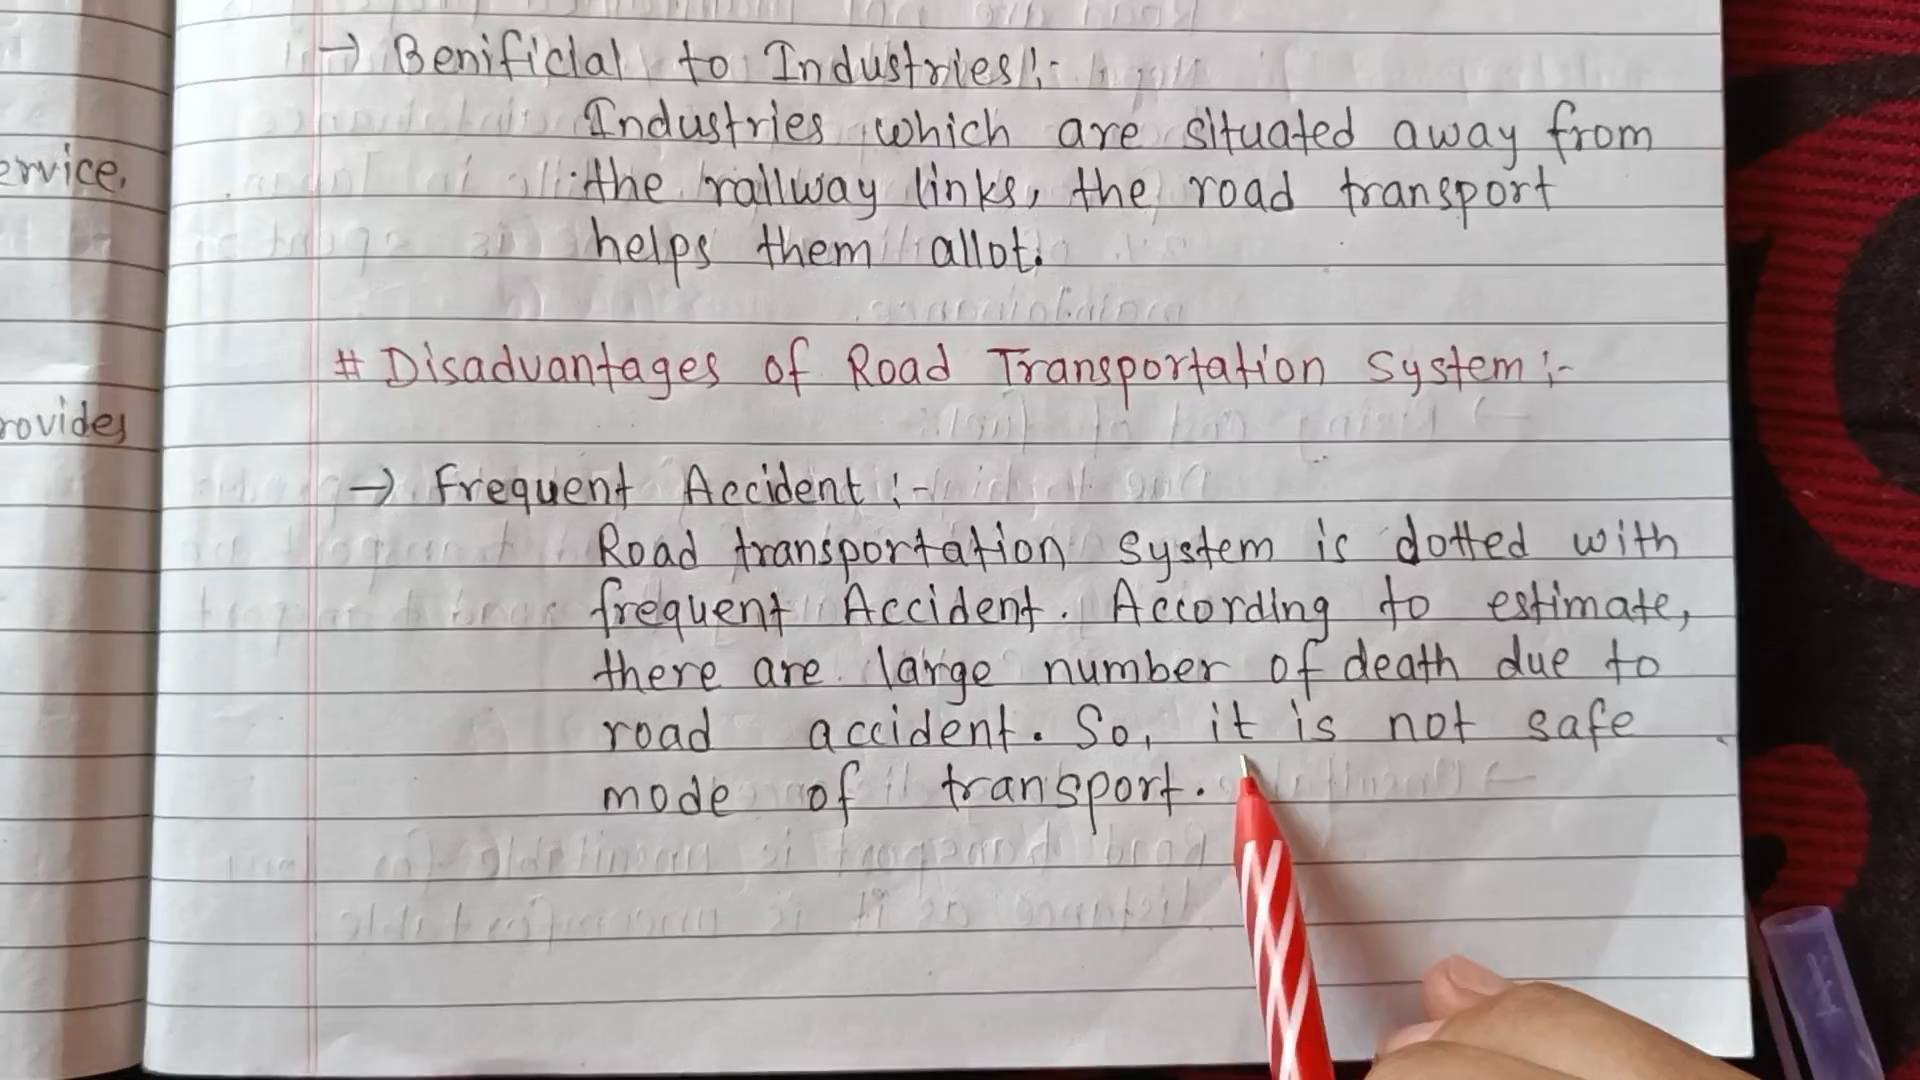 → Benificial to Industries:-
Industries which are situated away from
ervice.
the railway links, the road transport
helps them allot.
# Disadvantages of Road Transportation System:-
rovides
→ Frequent Accident :-
Road transportation system is dotted with
frequent Accident. According to estimate,
there are large number of death due to
road accident. So, it is not safe
mode of transport.